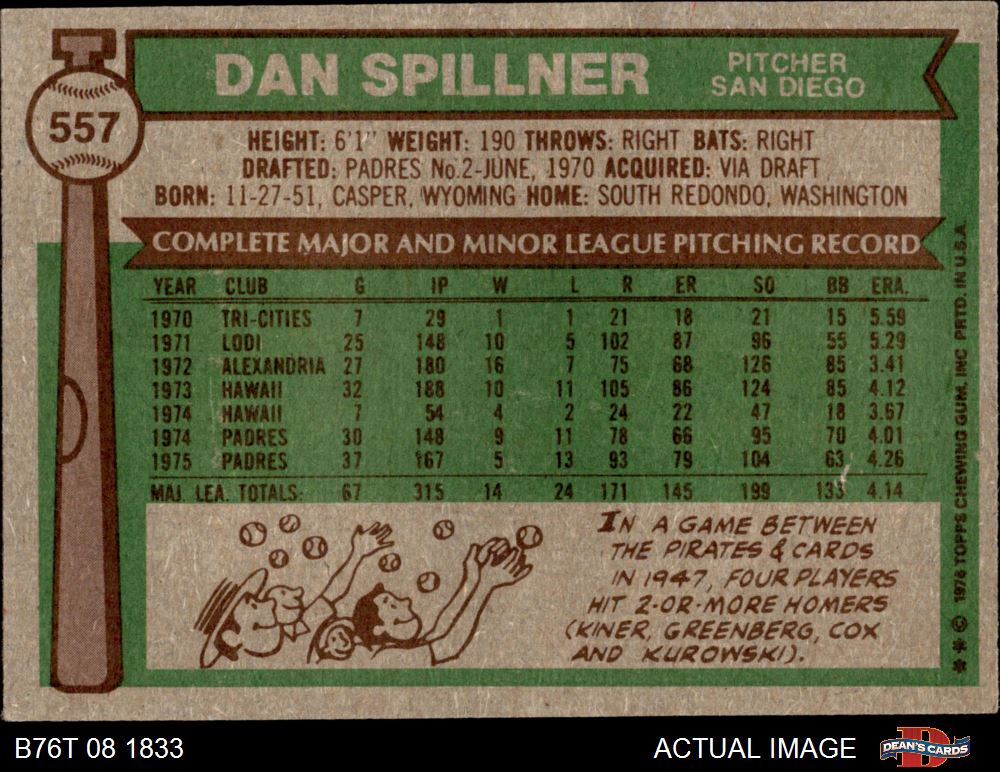 DAN SPILLNER
PITCHER
SAN DIEGO
557
HEIGHT: 6'1" WEIGHT: 190 THROWS: RIGHT BATS: RIGHT
DRAFTED: PADRES No.2-JUNE, 1970 ACQUIRED: VIA DRAFT
BORN: 11-27-51, CASPER, WYOMING HOME: SOUTH REDONDO, WASHINGTON
COMPLETE MAJOR AND MINOR LEAGUE PITCHING RECORD
YEAR CLUB G IP W L R ER SO BB ERA.
1970 TRI-CITIES 7 29 1 1 21 18 21 15 5.59
1971 LODI 25 148 10 5 102 87 96 55 5.29
1972 ALEXANDRIA 27 180 16 7 75 68 126 85 3.41
1973 HAWAII 32 188 10 11 105 86 124 85 4.12
1974 HAWAII 7 54 4 2 24 22 47 18 3.67
1974 PADRES 30 148 9 11 78 66 95 70 4.01
1975 PADRES 37 167 5 13 93 79 104 63 4.26
MAJ. LEA. TOTALS: 67 315 14 24 171 145 199 133 4.14
IN A GAME BETWEEN
THE PIRATES & CARDS
IN 1947, FOUR PLAYERS
HIT 2-OR-MORE HOMERS
(KINER, GREENBERG, COX
AND KUROWSKI).
** © 1976 TOPPS CHEWING GUM, INC PRTD. IN U.S.A.
B76T 08 1833
ACTUAL IMAGE
DEAN'S CARDS